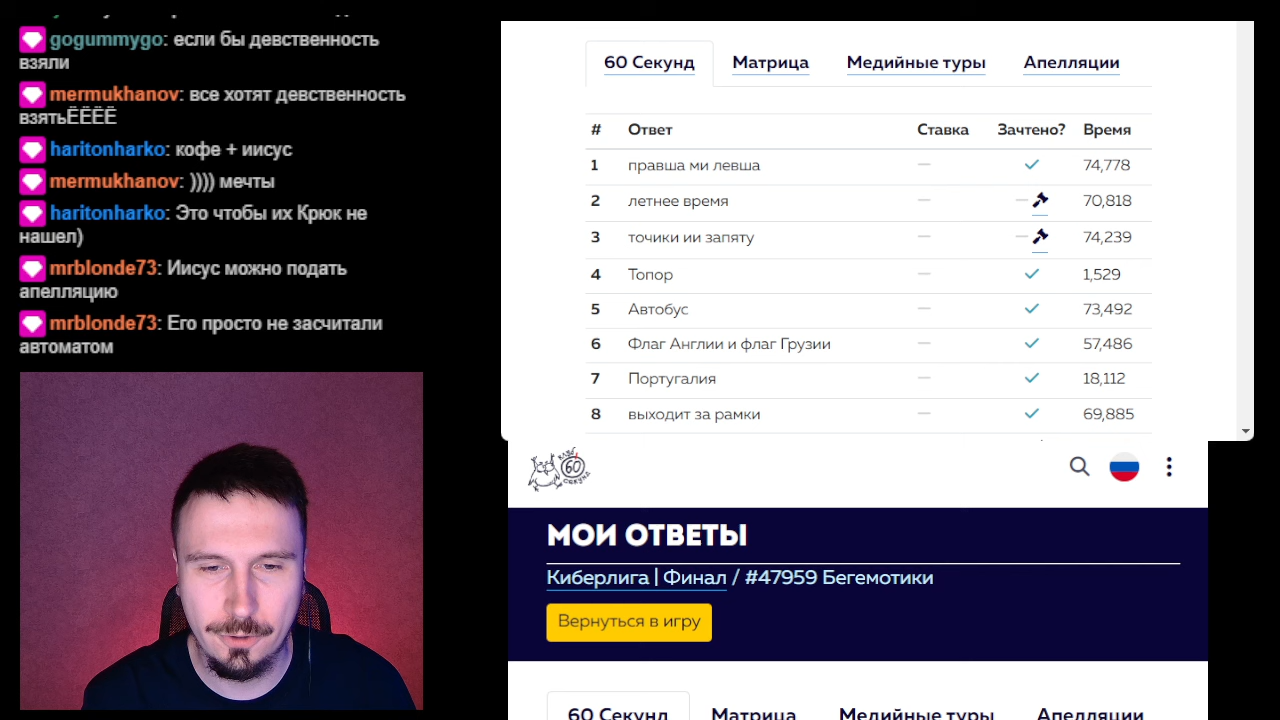 gogummygo: если бы девственность
взяли
mermukhanov: все хотят девственность
взятьЁЁЁЁ
haritonharko: кофе + иисус
mermukhanov: )))) мечты
haritonharko: Это чтобы их Крюк не
нашел)
mrblonde73: Иисус можно подать
апелляцию
mrblonde73: Его просто не засчитали
автоматом
60 Секунд Матрица Медийные туры Апелляции
# Ответ Ставка Зачтено? Время
1 правша ми левша — 74,778
2 летнее время — — 70,818
3 точики ии запяту — — 74,239
4 Топор — 1,529
5 Автобус — 73,492
6 Флаг Англии и флаг Грузии — 57,486
7 Португалия — 18,112
8 выходит за рамки — 69,885
КЛУБ 60 СЕКУНД
МОИ ОТВЕТЫ
Киберлига | Финал / #47959 Бегемотики
Вернуться в игру
60 Секунд Матрица Медийные туры Апелляции